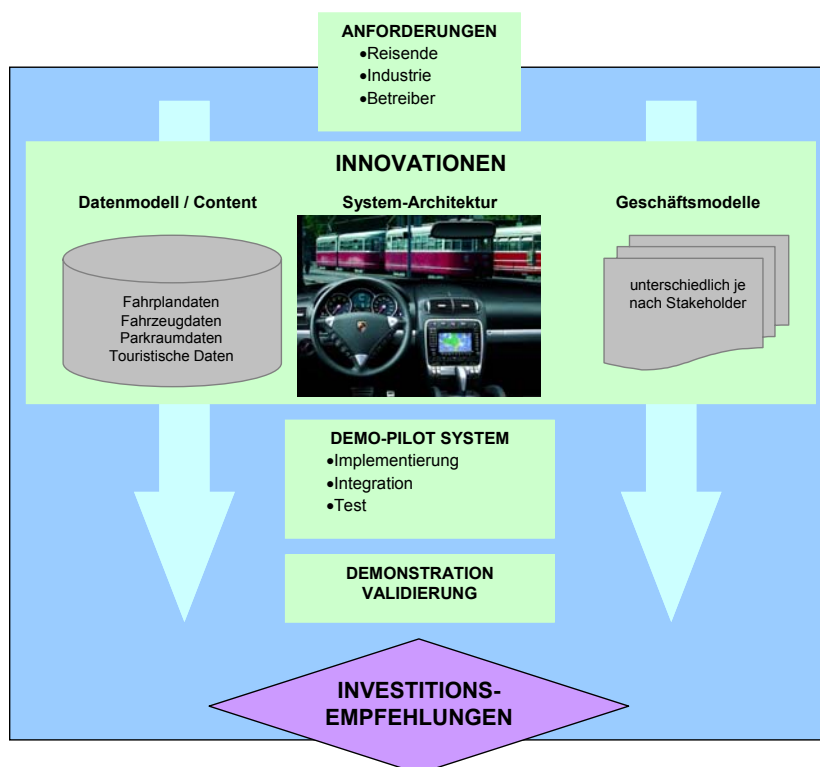 ANFORDERUNGEN
•Reisende
•Industrie
•Betreiber
INNOVATIONEN
Datenmodell / Content
Fahrplandaten
Fahrzeugdaten
Parkraumdaten
Touristische Daten
System-Architektur
Geschäftsmodelle
unterschiedlich je
nach Stakeholder
DEMO-PILOT SYSTEM
•Implementierung
•Integration
•Test
DEMONSTRATION
VALIDIERUNG
INVESTITIONS-
EMPFEHLUNGEN